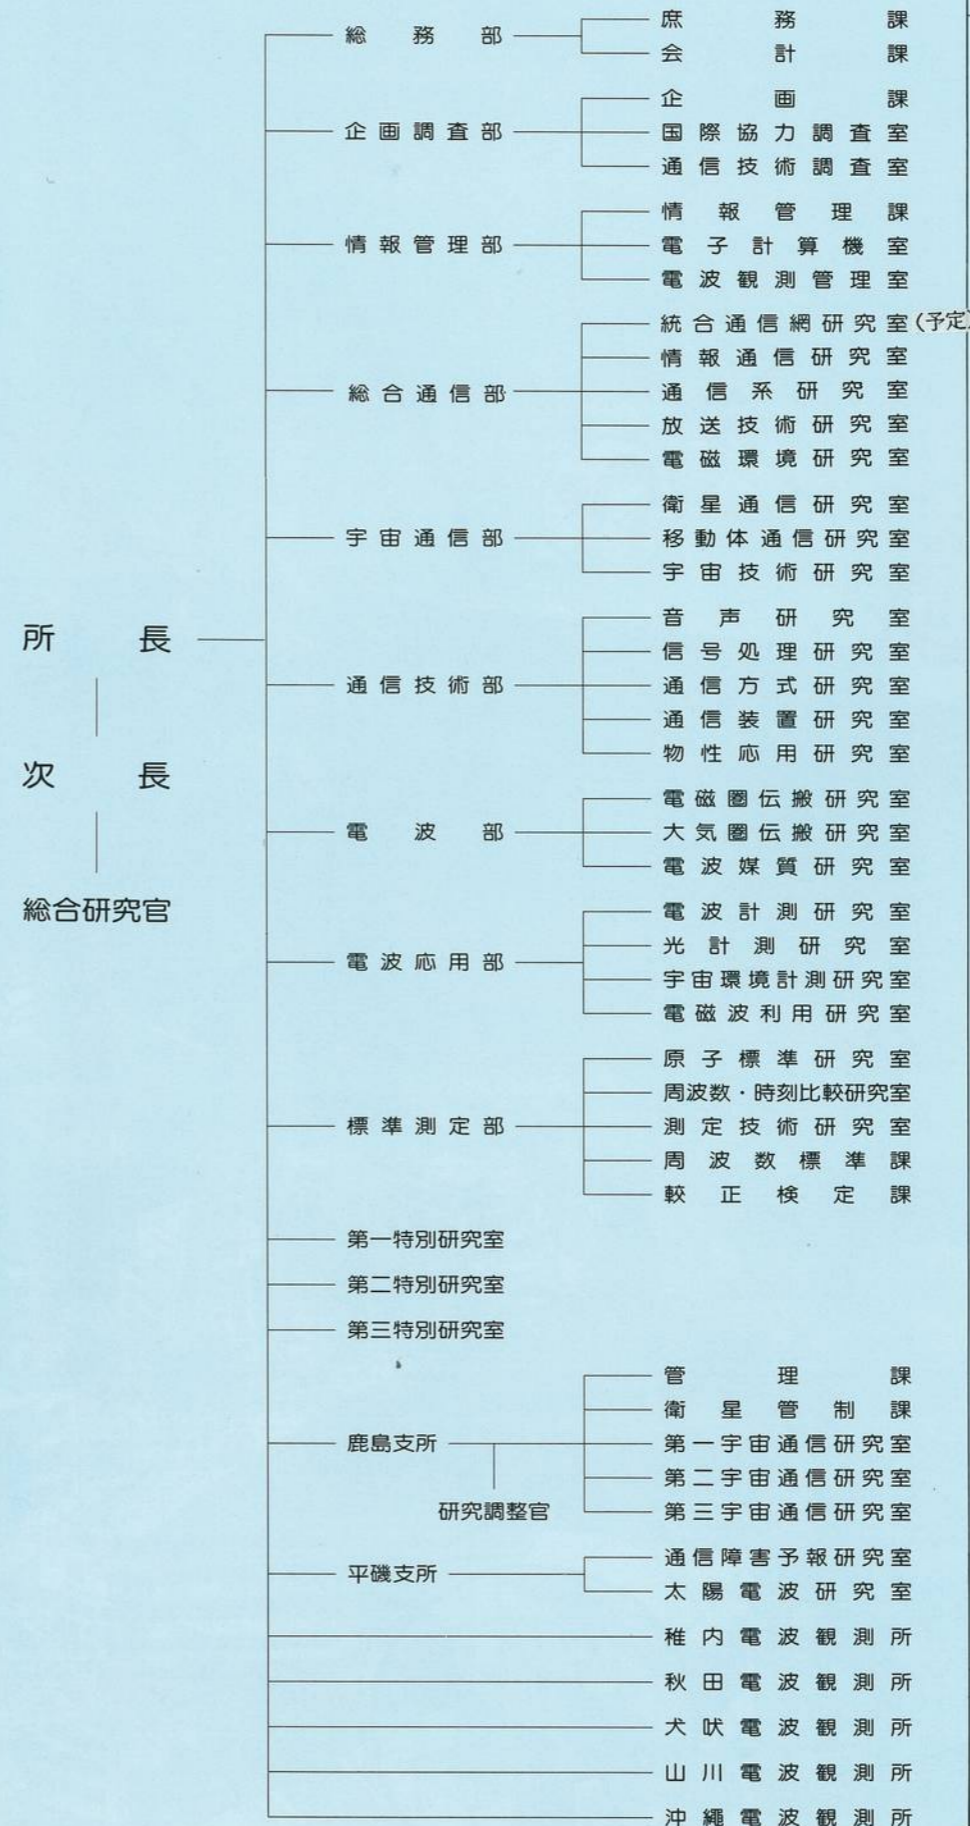 所長
次長
総合研究官
総務部
庶務課
会計課
企画調査部
企画課
国際協力調査室
通信技術調査室
情報管理部
情報管理課
電子計算機室
電波観測管理室
総合通信部
統合通信網研究室(予定)
情報通信研究室
通信系研究室
放送技術研究室
電磁環境研究室
宇宙通信部
衛星通信研究室
移動体通信研究室
宇宙技術研究室
通信技術部
音声研究室
信号処理研究室
通信方式研究室
通信装置研究室
物性応用研究室
電波部
電磁圏伝搬研究室
大気圏伝搬研究室
電波媒質研究室
電波応用部
電波計測研究室
光計測研究室
宇宙環境計測研究室
電磁波利用研究室
標準測定部
原子標準研究室
周波数・時刻比較研究室
測定技術研究室
周波数標準課
較正検定課
第一特別研究室
第二特別研究室
第三特別研究室
鹿島支所
研究調整官
管理課
衛星管制課
第一宇宙通信研究室
第二宇宙通信研究室
第三宇宙通信研究室
平磯支所
通信障害予報研究室
太陽電波研究室
稚内電波観測所
秋田電波観測所
犬吠電波観測所
山川電波観測所
沖縄電波観測所